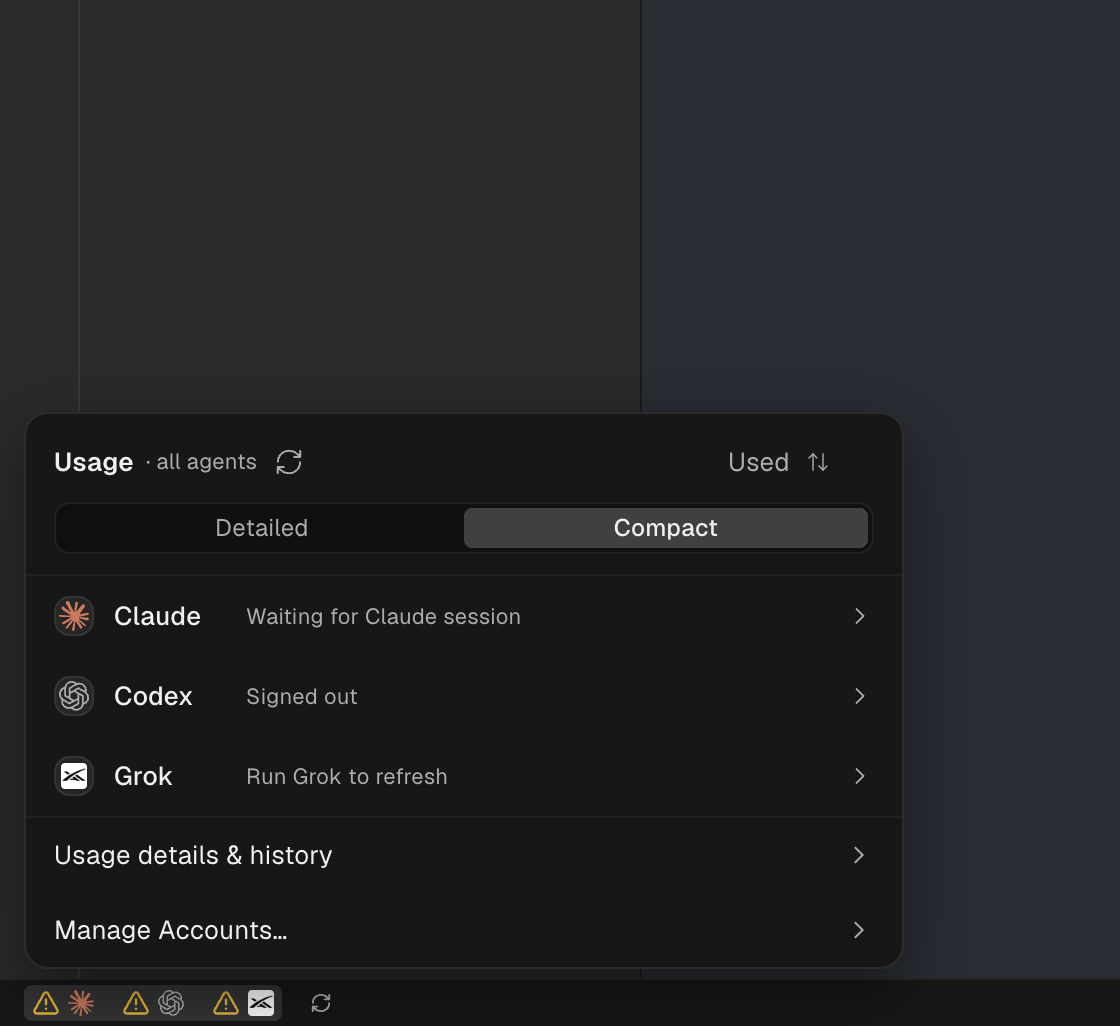 Usage · all agents
Used
Detailed
Compact
Claude Waiting for Claude session
Codex Signed out
Grok Run Grok to refresh
Usage details & history
Manage Accounts...